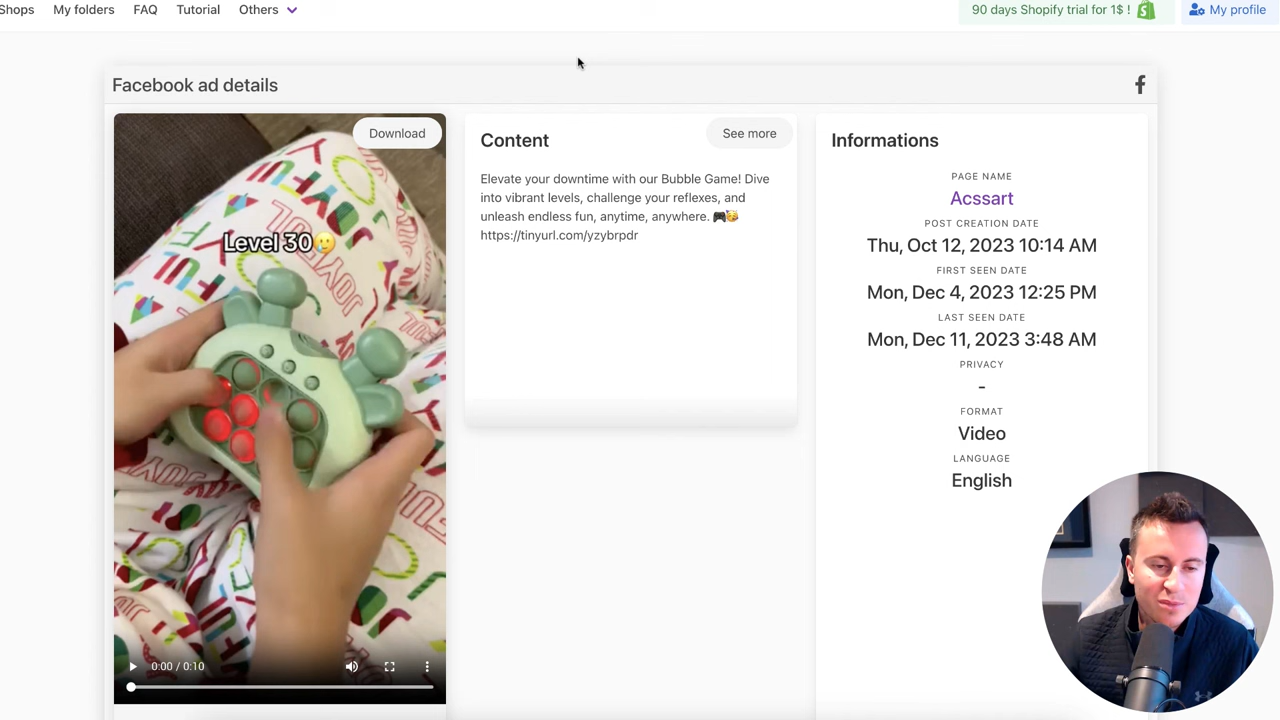 Shops
My folders
FAQ
Tutorial
Others
90 days Shopify trial for 1$ !
My profile
Facebook ad details
Download
Level 30🥲
0:00 / 0:10
Content
See more
Elevate your downtime with our Bubble Game! Dive
into vibrant levels, challenge your reflexes, and
unleash endless fun, anytime, anywhere. 🎮🥳
https://tinyurl.com/yzybrpdr
Informations
PAGE NAME
Acssart
POST CREATION DATE
Thu, Oct 12, 2023 10:14 AM
FIRST SEEN DATE
Mon, Dec 4, 2023 12:25 PM
LAST SEEN DATE
Mon, Dec 11, 2023 3:48 AM
PRIVACY
-
FORMAT
Video
LANGUAGE
English